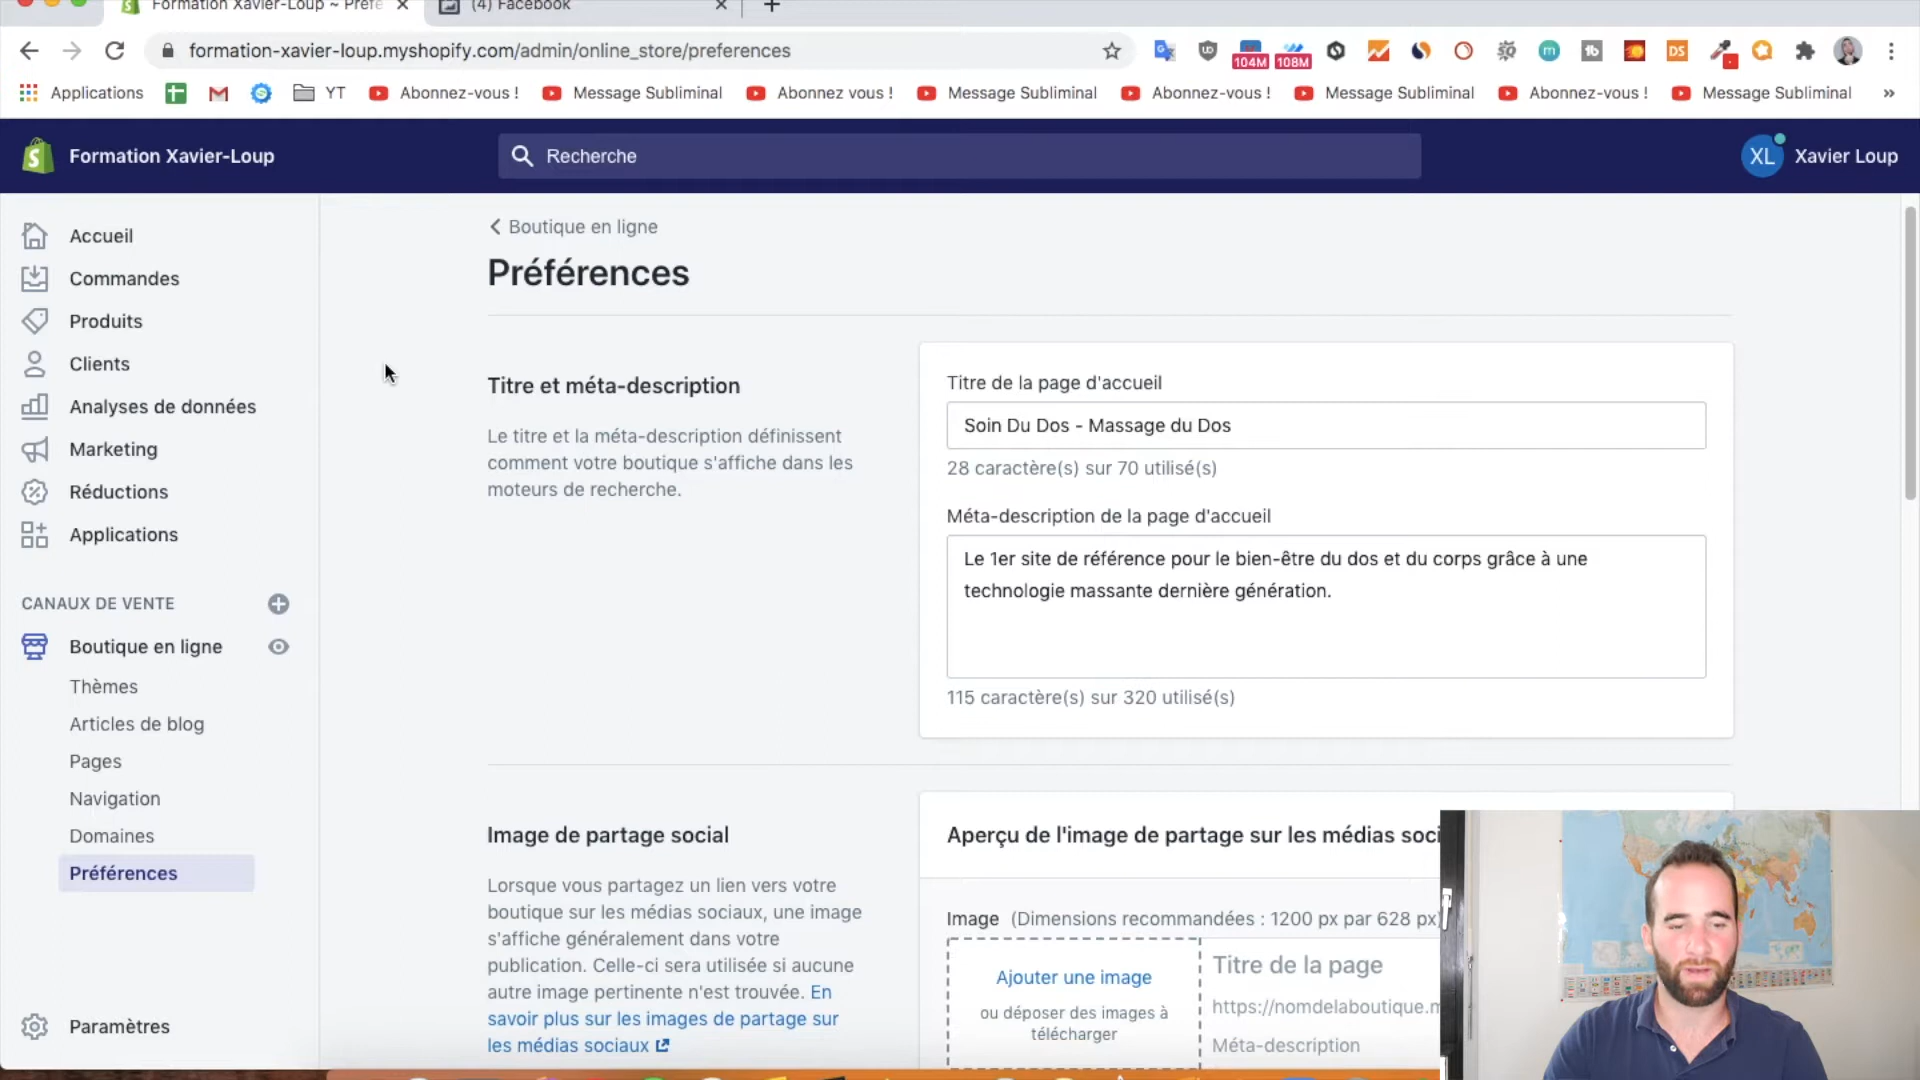 Formation Xavier-Loup ~ Préfé
(4) Facebook
formation-xavier-loup.myshopify.com/admin/online_store/preferences
104M
108M
Applications
YT
Abonnez-vous !
Message Subliminal
Abonnez vous !
Message Subliminal
Abonnez-vous !
Message Subliminal
Abonnez-vous !
Message Subliminal
»
Formation Xavier-Loup
Recherche
XL
Xavier Loup
Accueil
Commandes
Produits
Clients
Analyses de données
Marketing
Réductions
Applications
CANAUX DE VENTE
Boutique en ligne
Thèmes
Articles de blog
Pages
Navigation
Domaines
Préférences
Paramètres
Boutique en ligne
Préférences
Titre et méta-description
Le titre et la méta-description définissent
comment votre boutique s'affiche dans les
moteurs de recherche.
Titre de la page d'accueil
Soin Du Dos - Massage du Dos
28 caractère(s) sur 70 utilisé(s)
Méta-description de la page d'accueil
Le 1er site de référence pour le bien-être du dos et du corps grâce à une
technologie massante dernière génération.
115 caractère(s) sur 320 utilisé(s)
Image de partage social
Lorsque vous partagez un lien vers votre
boutique sur les médias sociaux, une image
s'affiche généralement dans votre
publication. Celle-ci sera utilisée si aucune
autre image pertinente n'est trouvée. En
savoir plus sur les images de partage sur
les médias sociaux
Aperçu de l'image de partage sur les médias soci
Image (Dimensions recommandées : 1200 px par 628 px)
Ajouter une image
ou déposer des images à
télécharger
Titre de la page
https://nomdelaboutique.m
Méta-description